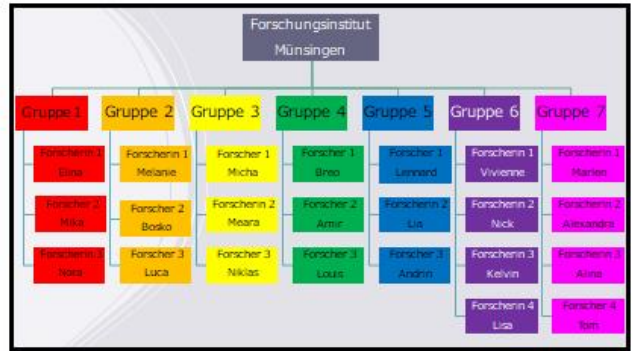 Forschungsinstitut
Münsingen
Gruppe 1
Gruppe 2
Gruppe 3
Gruppe 4
Gruppe 5
Gruppe 6
Gruppe 7
Forscherin 1
Elina
Forscher 2
Mika
Forscherin 3
Nora
Forscherin 1
Melanie
Forscher 2
Bosko
Forscher 3
Luca
Forscher 1
Micha
Forscherin 2
Meara
Forscher 3
Niklas
Forscher 1
Forscher 2
Amir
Forscher 3
Louis
Forscher 1
Lennard
Forscherin 2
Lia
Forscher 3
Andrin
Forscherin 1
Vivienne
Forscherin 2
Nick
Forscherin 3
Kelvin
Forscherin 4
Lisa
Forscherin 1
Forscherin 2
Alexandra
Forscherin 3
Alina
Forscher 4
Tom